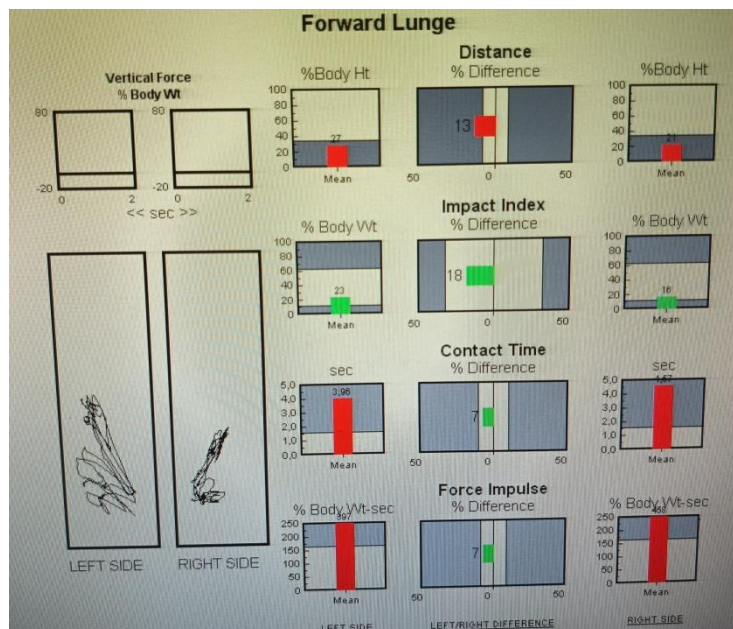 Forward Lunge
Vertical Force
% Body Wt
80
-20
0
2
80
-20
0
2
<< sec >>
LEFT SIDE
RIGHT SIDE
Distance
%Body Ht
% Difference
%Body Ht
100
80
60
40
20
0
27
Mean
13
50
0
50
100
80
60
40
20
0
21
Mean
Impact Index
% Body Wt
% Difference
% Body Wt
100
80
60
40
20
0
23
Mean
18
50
0
50
100
80
60
40
20
0
16
Mean
Contact Time
sec
% Difference
sec
5,0
4,0
3,0
2,0
1,0
0,0
3,96
Mean
7
50
0
50
5,0
4,0
3,0
2,0
1,0
0,0
Mean
Force Impulse
% Body Wt-sec
% Difference
% Body Wt-sec
250
200
150
100
50
0
397
Mean
7
50
0
50
250
200
150
100
50
0
458
Mean
LEFT SIDE
LEFT/RIGHT DIFFERENCE
RIGHT SIDE